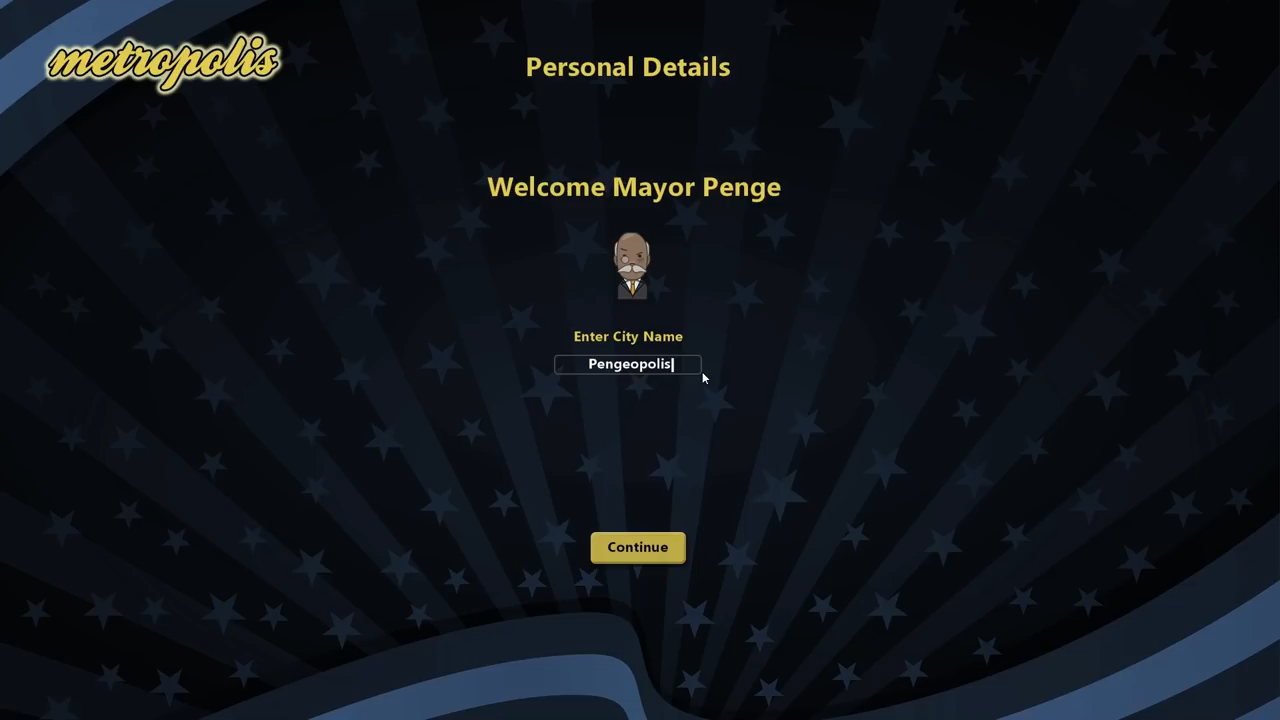 metropolis
Personal Details
Welcome Mayor Penge
Enter City Name
Pengeopolis
Continue